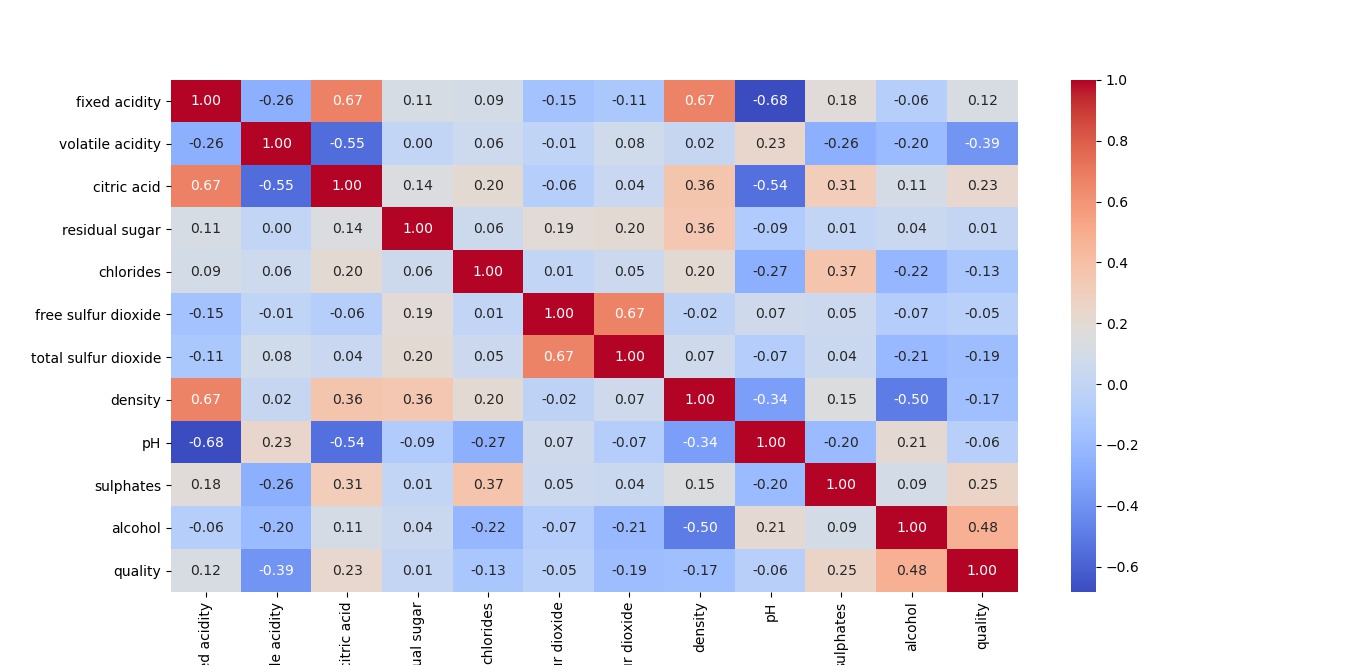 fixed acidity 1.00 -0.26 0.67 0.11 0.09 -0.15 -0.11 0.67 -0.68 0.18 -0.06 0.12
volatile acidity -0.26 1.00 -0.55 0.00 0.06 -0.01 0.08 0.02 0.23 -0.26 -0.20 -0.39
citric acid 0.67 -0.55 1.00 0.14 0.20 -0.06 0.04 0.36 -0.54 0.31 0.11 0.23
residual sugar 0.11 0.00 0.14 1.00 0.06 0.19 0.20 0.36 -0.09 0.01 0.04 0.01
chlorides 0.09 0.06 0.20 0.06 1.00 0.01 0.05 0.20 -0.27 0.37 -0.22 -0.13
free sulfur dioxide -0.15 -0.01 -0.06 0.19 0.01 1.00 0.67 -0.02 0.07 0.05 -0.07 -0.05
total sulfur dioxide -0.11 0.08 0.04 0.20 0.05 0.67 1.00 0.07 -0.07 0.04 -0.21 -0.19
density 0.67 0.02 0.36 0.36 0.20 -0.02 0.07 1.00 -0.34 0.15 -0.50 -0.17
pH -0.68 0.23 -0.54 -0.09 -0.27 0.07 -0.07 -0.34 1.00 -0.20 0.21 -0.06
sulphates 0.18 -0.26 0.31 0.01 0.37 0.05 0.04 0.15 -0.20 1.00 0.09 0.25
alcohol -0.06 -0.20 0.11 0.04 -0.22 -0.07 -0.21 -0.50 0.21 0.09 1.00 0.48
quality 0.12 -0.39 0.23 0.01 -0.13 -0.05 -0.19 -0.17 -0.06 0.25 0.48 1.00
ed acidity
le acidity
citric acid
ual sugar
chlorides
ur dioxide
ur dioxide
density
pH
sulphates
alcohol
quality
1.0
0.8
0.6
0.4
0.2
0.0
−0.2
−0.4
−0.6